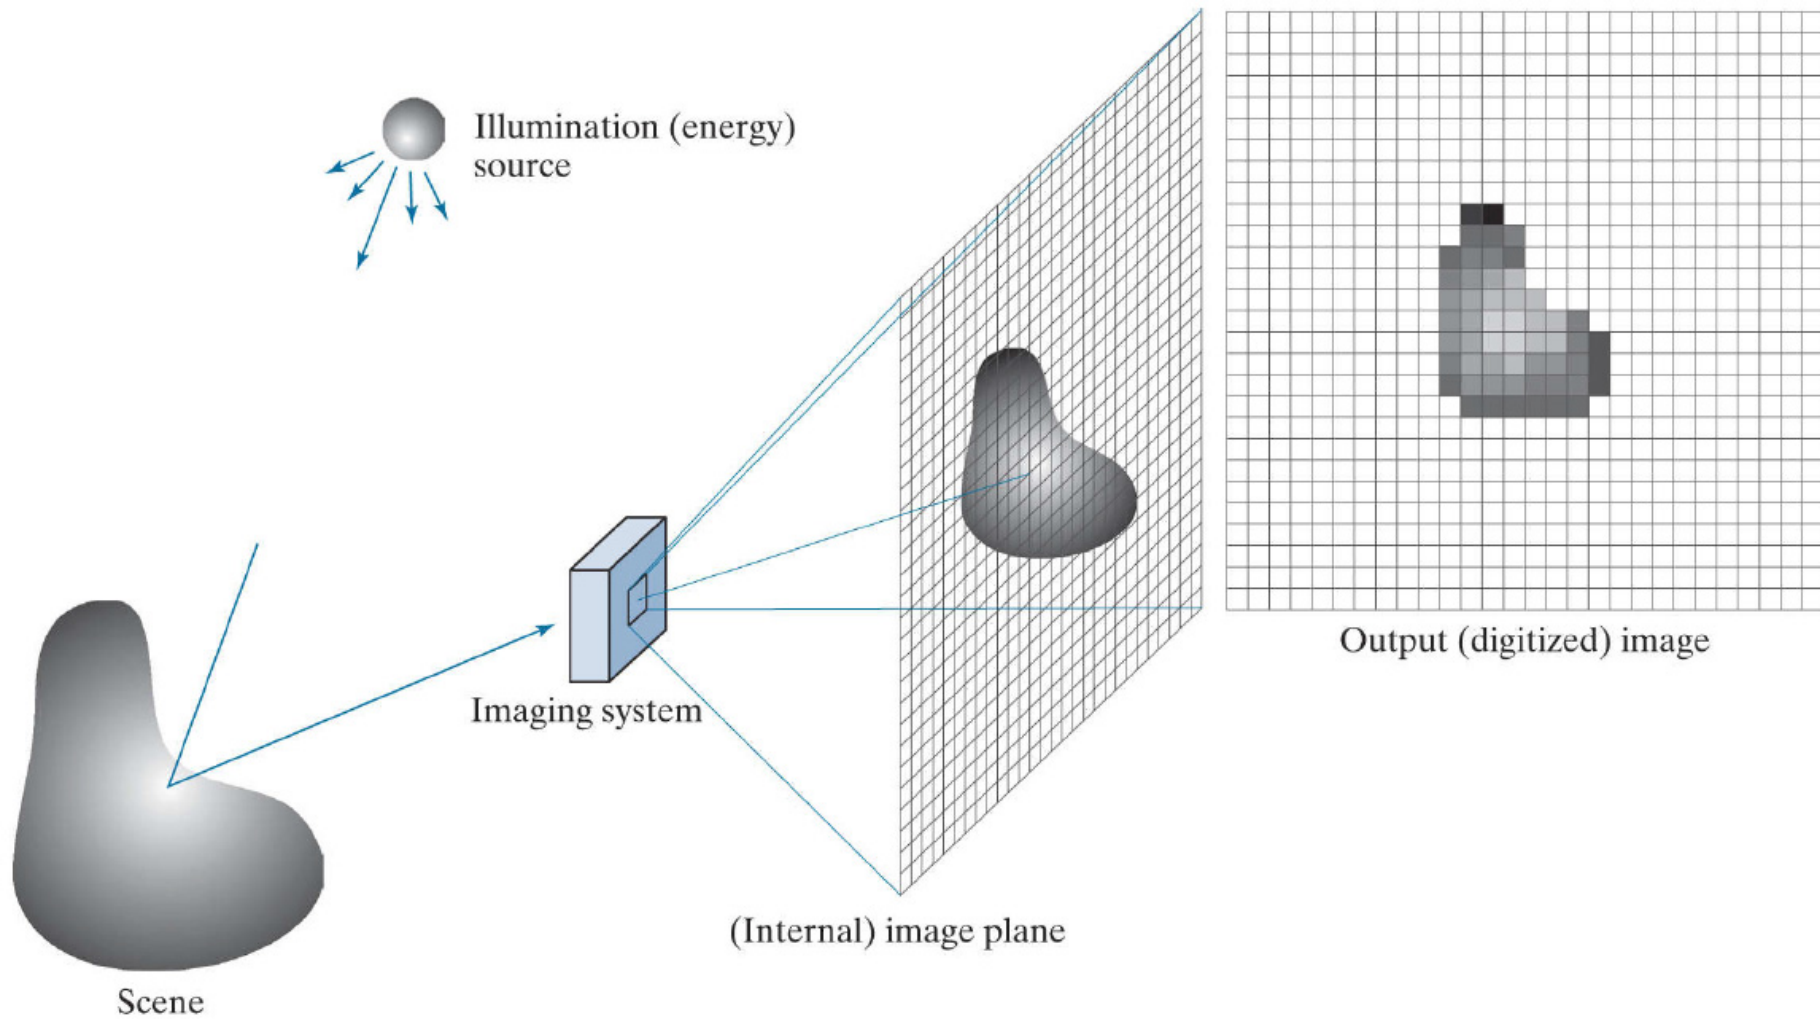 Illumination (energy)
source
Output (digitized) image
Imaging system
(Internal) image plane
Scene